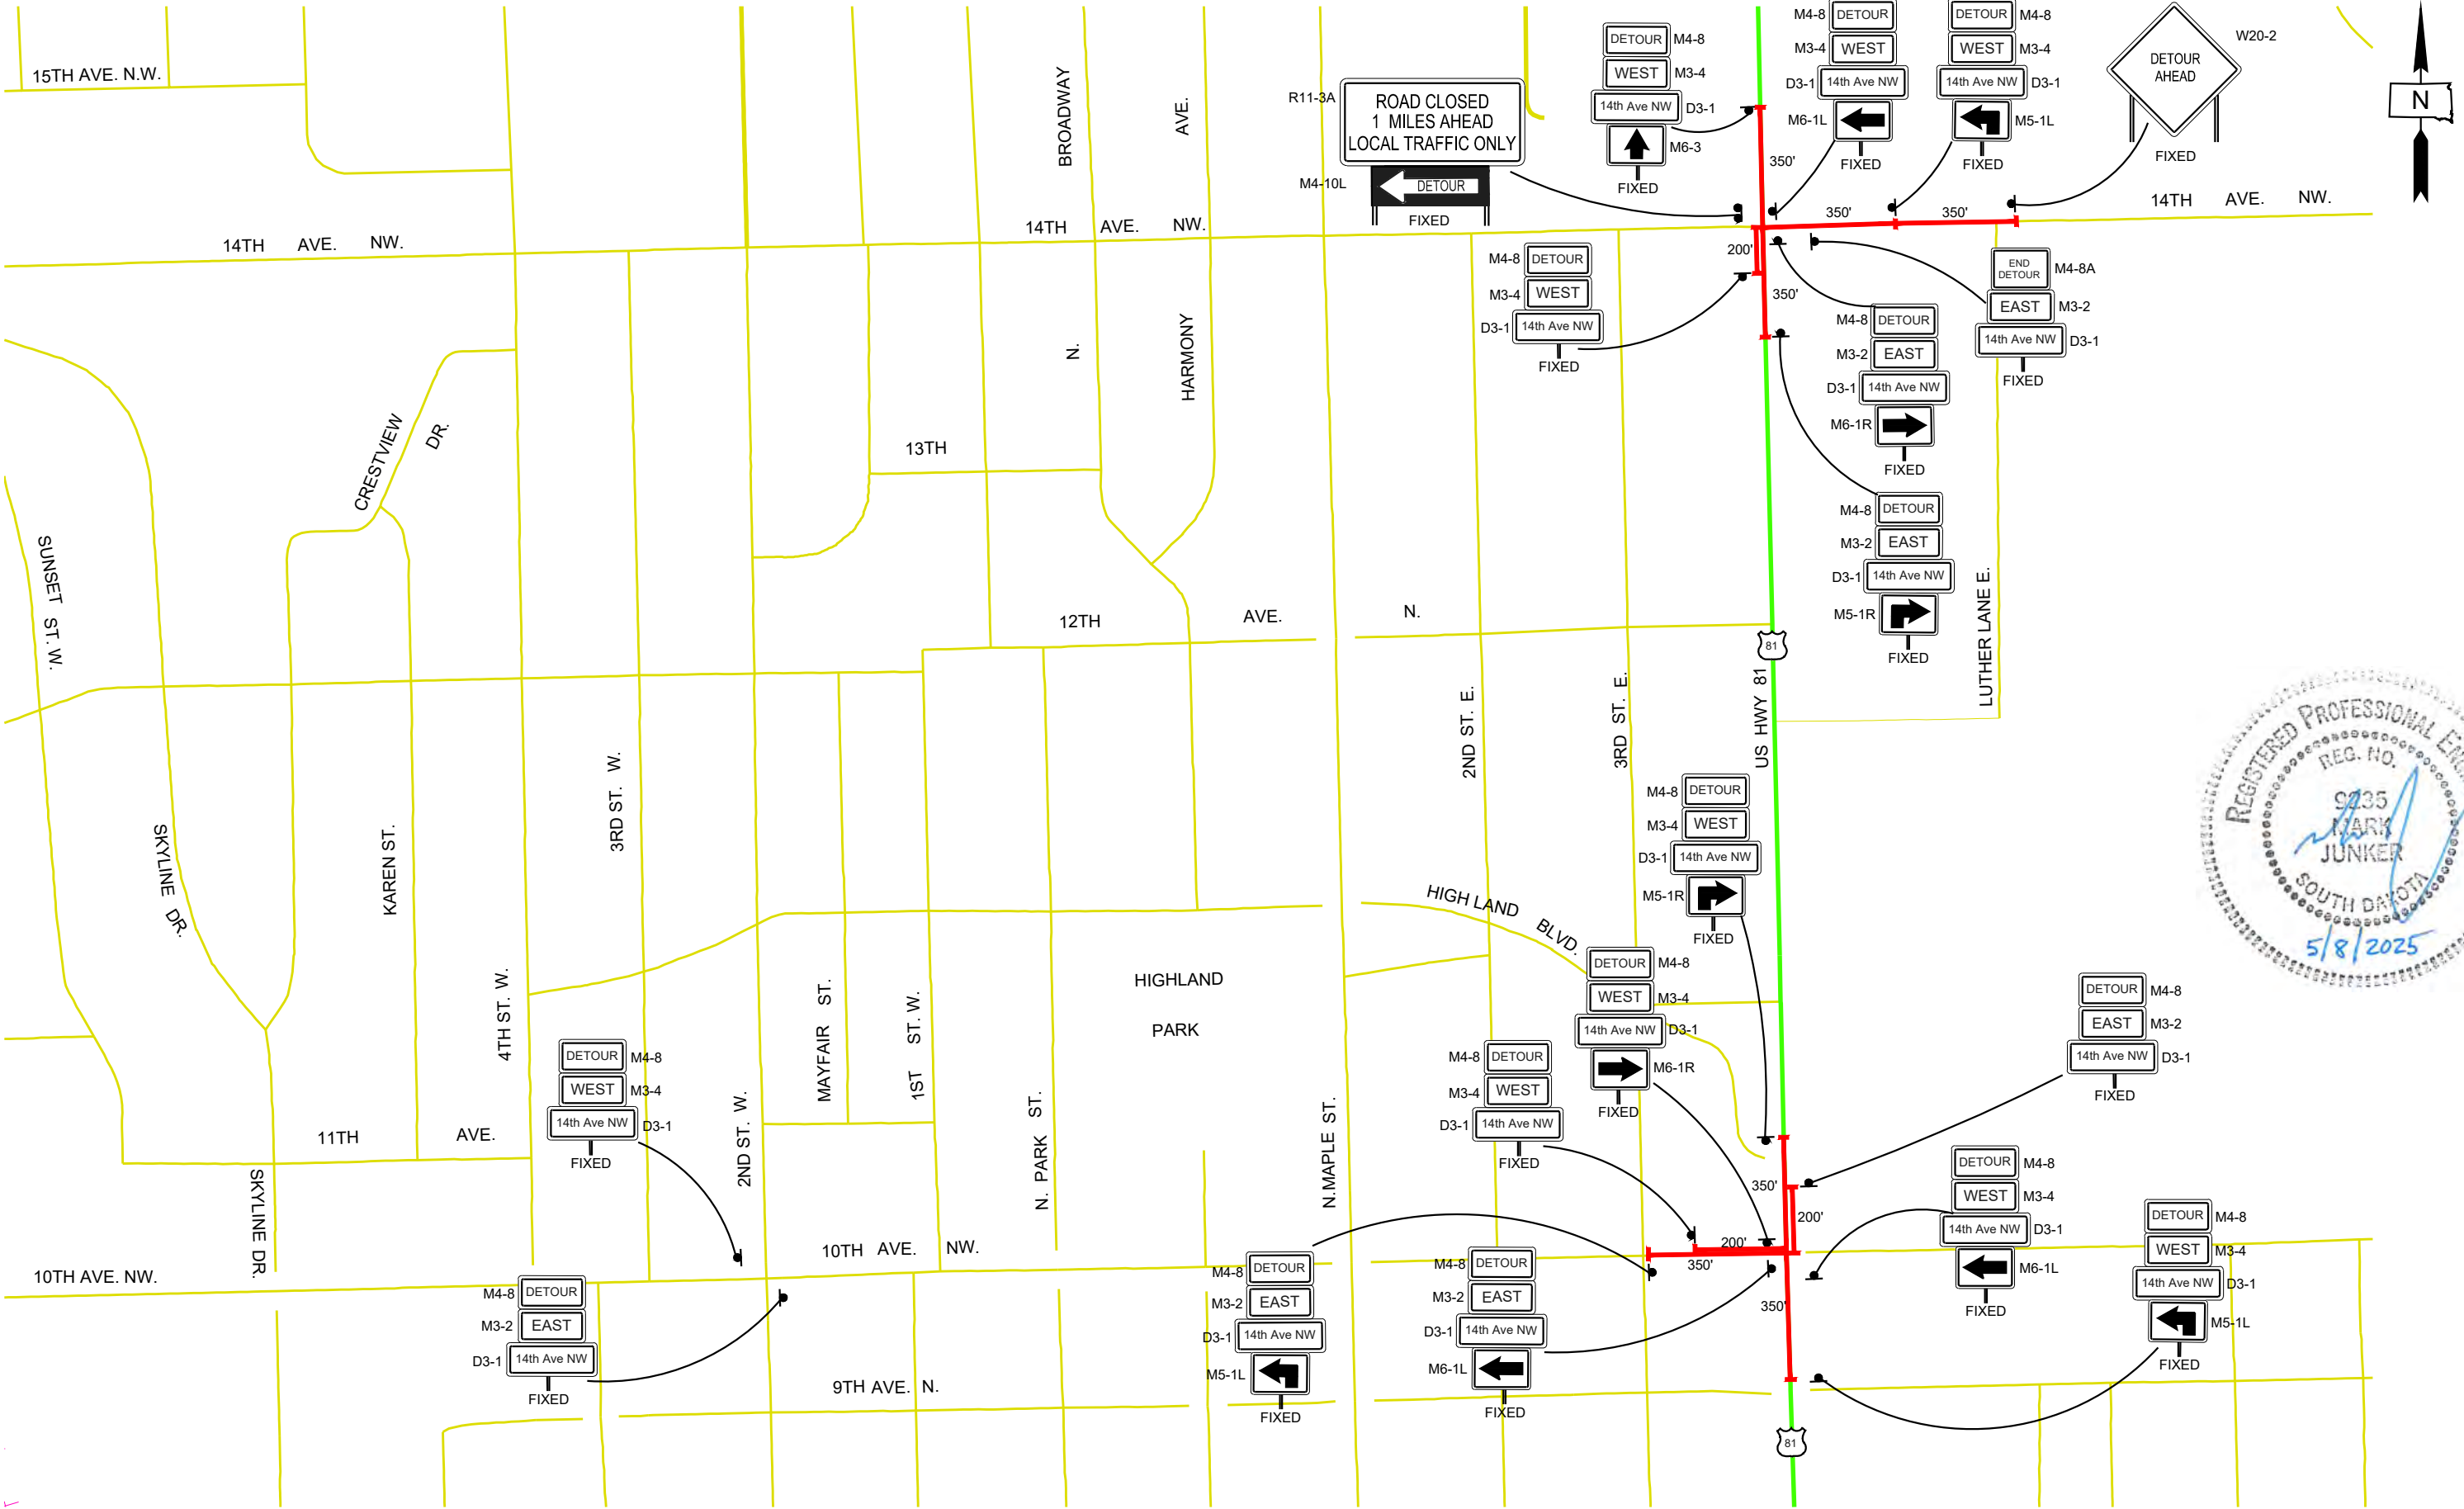 M4-8 DETOUR
M3-4 WEST
D3-1 14th Ave NW
M6-1L
FIXED
DETOUR M4-8
WEST M3-4
14th Ave NW D3-1
M5-1L
FIXED
DETOUR
AHEAD
W20-2
FIXED
N
DETOUR M4-8
WEST M3-4
14th Ave NW D3-1
M6-3
FIXED
R11-3A
ROAD CLOSED
1 MILES AHEAD
LOCAL TRAFFIC ONLY
M4-10L DETOUR
FIXED
15TH AVE. N.W.
BROADWAY
AVE.
350'
14TH AVE. NW.
14TH AVE. NW.
14TH AVE. NW.
350'
350'
200'
350'
M4-8 DETOUR
M3-4 WEST
D3-1 14th Ave NW
FIXED
END
DETOUR
M4-8A
EAST M3-2
14th Ave NW D3-1
FIXED
M4-8 DETOUR
M3-2 EAST
D3-1 14th Ave NW
M6-1R
FIXED
N.
HARMONY
CRESTVIEW
DR.
13TH
M4-8 DETOUR
M3-2 EAST
D3-1 14th Ave NW
M5-1R
FIXED
SUNSET ST. W.
12TH AVE. N.
81
US HWY 81
LUTHER LANE E.
2ND ST. E.
3RD ST. E.
3RD ST. W.
KAREN ST.
SKYLINE DR.
M4-8 DETOUR
M3-4 WEST
D3-1 14th Ave NW
M5-1R
FIXED
REGISTERED PROFESSIONAL
REG. NO.
9235
MARK
JUNKER
SOUTH DAKOTA
5/8/2025
HIGH LAND BLVD.
HIGHLAND
PARK
DETOUR M4-8
WEST M3-4
14th Ave NW D3-1
M6-1R
FIXED
DETOUR M4-8
EAST M3-2
14th Ave NW D3-1
FIXED
4TH ST. W.
DETOUR M4-8
WEST M3-4
14th Ave NW D3-1
FIXED
2ND ST. W.
MAYFAIR ST.
1ST ST. W.
N. PARK ST.
N.MAPLE ST.
M4-8 DETOUR
M3-4 WEST
D3-1 14th Ave NW
FIXED
11TH AVE.
SKYLINE DR.
350'
200'
200'
350'
350'
DETOUR M4-8
WEST M3-4
14th Ave NW D3-1
M6-1L
FIXED
DETOUR M4-8
WEST M3-4
14th Ave NW D3-1
M5-1L
FIXED
10TH AVE. NW.
10TH AVE. NW.
M4-8 DETOUR
M3-2 EAST
D3-1 14th Ave NW
FIXED
M4-8 DETOUR
M3-2 EAST
D3-1 14th Ave NW
M5-1L
FIXED
M4-8 DETOUR
M3-2 EAST
D3-1 14th Ave NW
M6-1L
FIXED
9TH AVE. N.
81